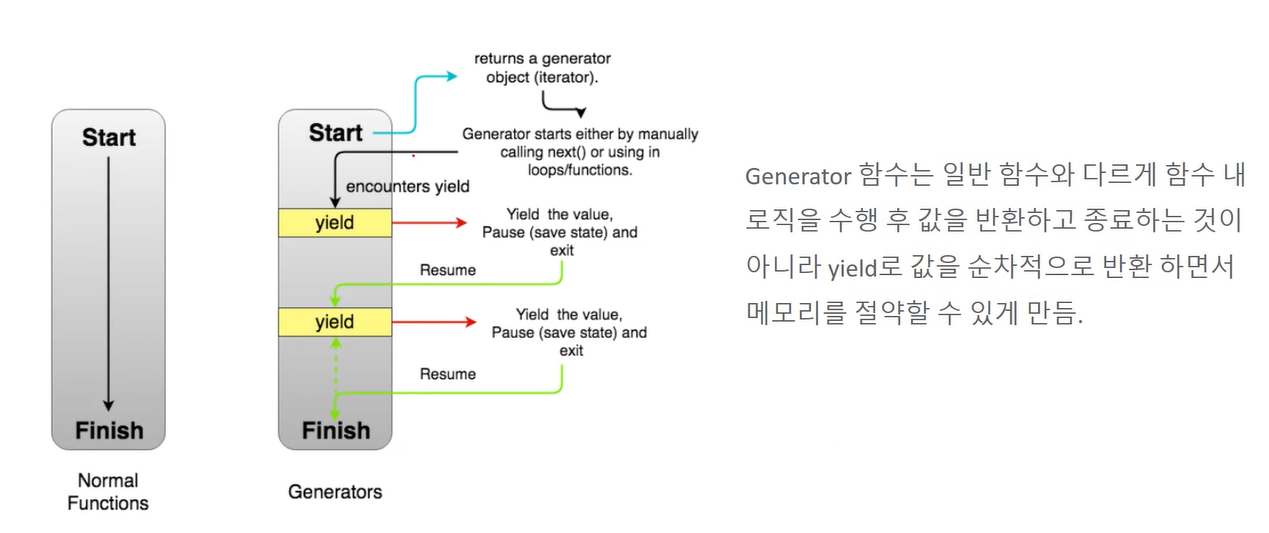 Start
Finish
Normal
Functions
returns a generator
object (iterator).
Start
Generator starts either by manually
calling next() or using in
loops/functions.
encounters yield
yield
Yield the value,
Pause (save state) and
exit
Resume
yield
Yield the value,
Pause (save state) and
exit
Resume
Finish
Generators
Generator 함수는 일반 함수와 다르게 함수 내
로직을 수행 후 값을 반환하고 종료하는 것이
아니라 yield로 값을 순차적으로 반환 하면서
메모리를 절약할 수 있게 만듬.